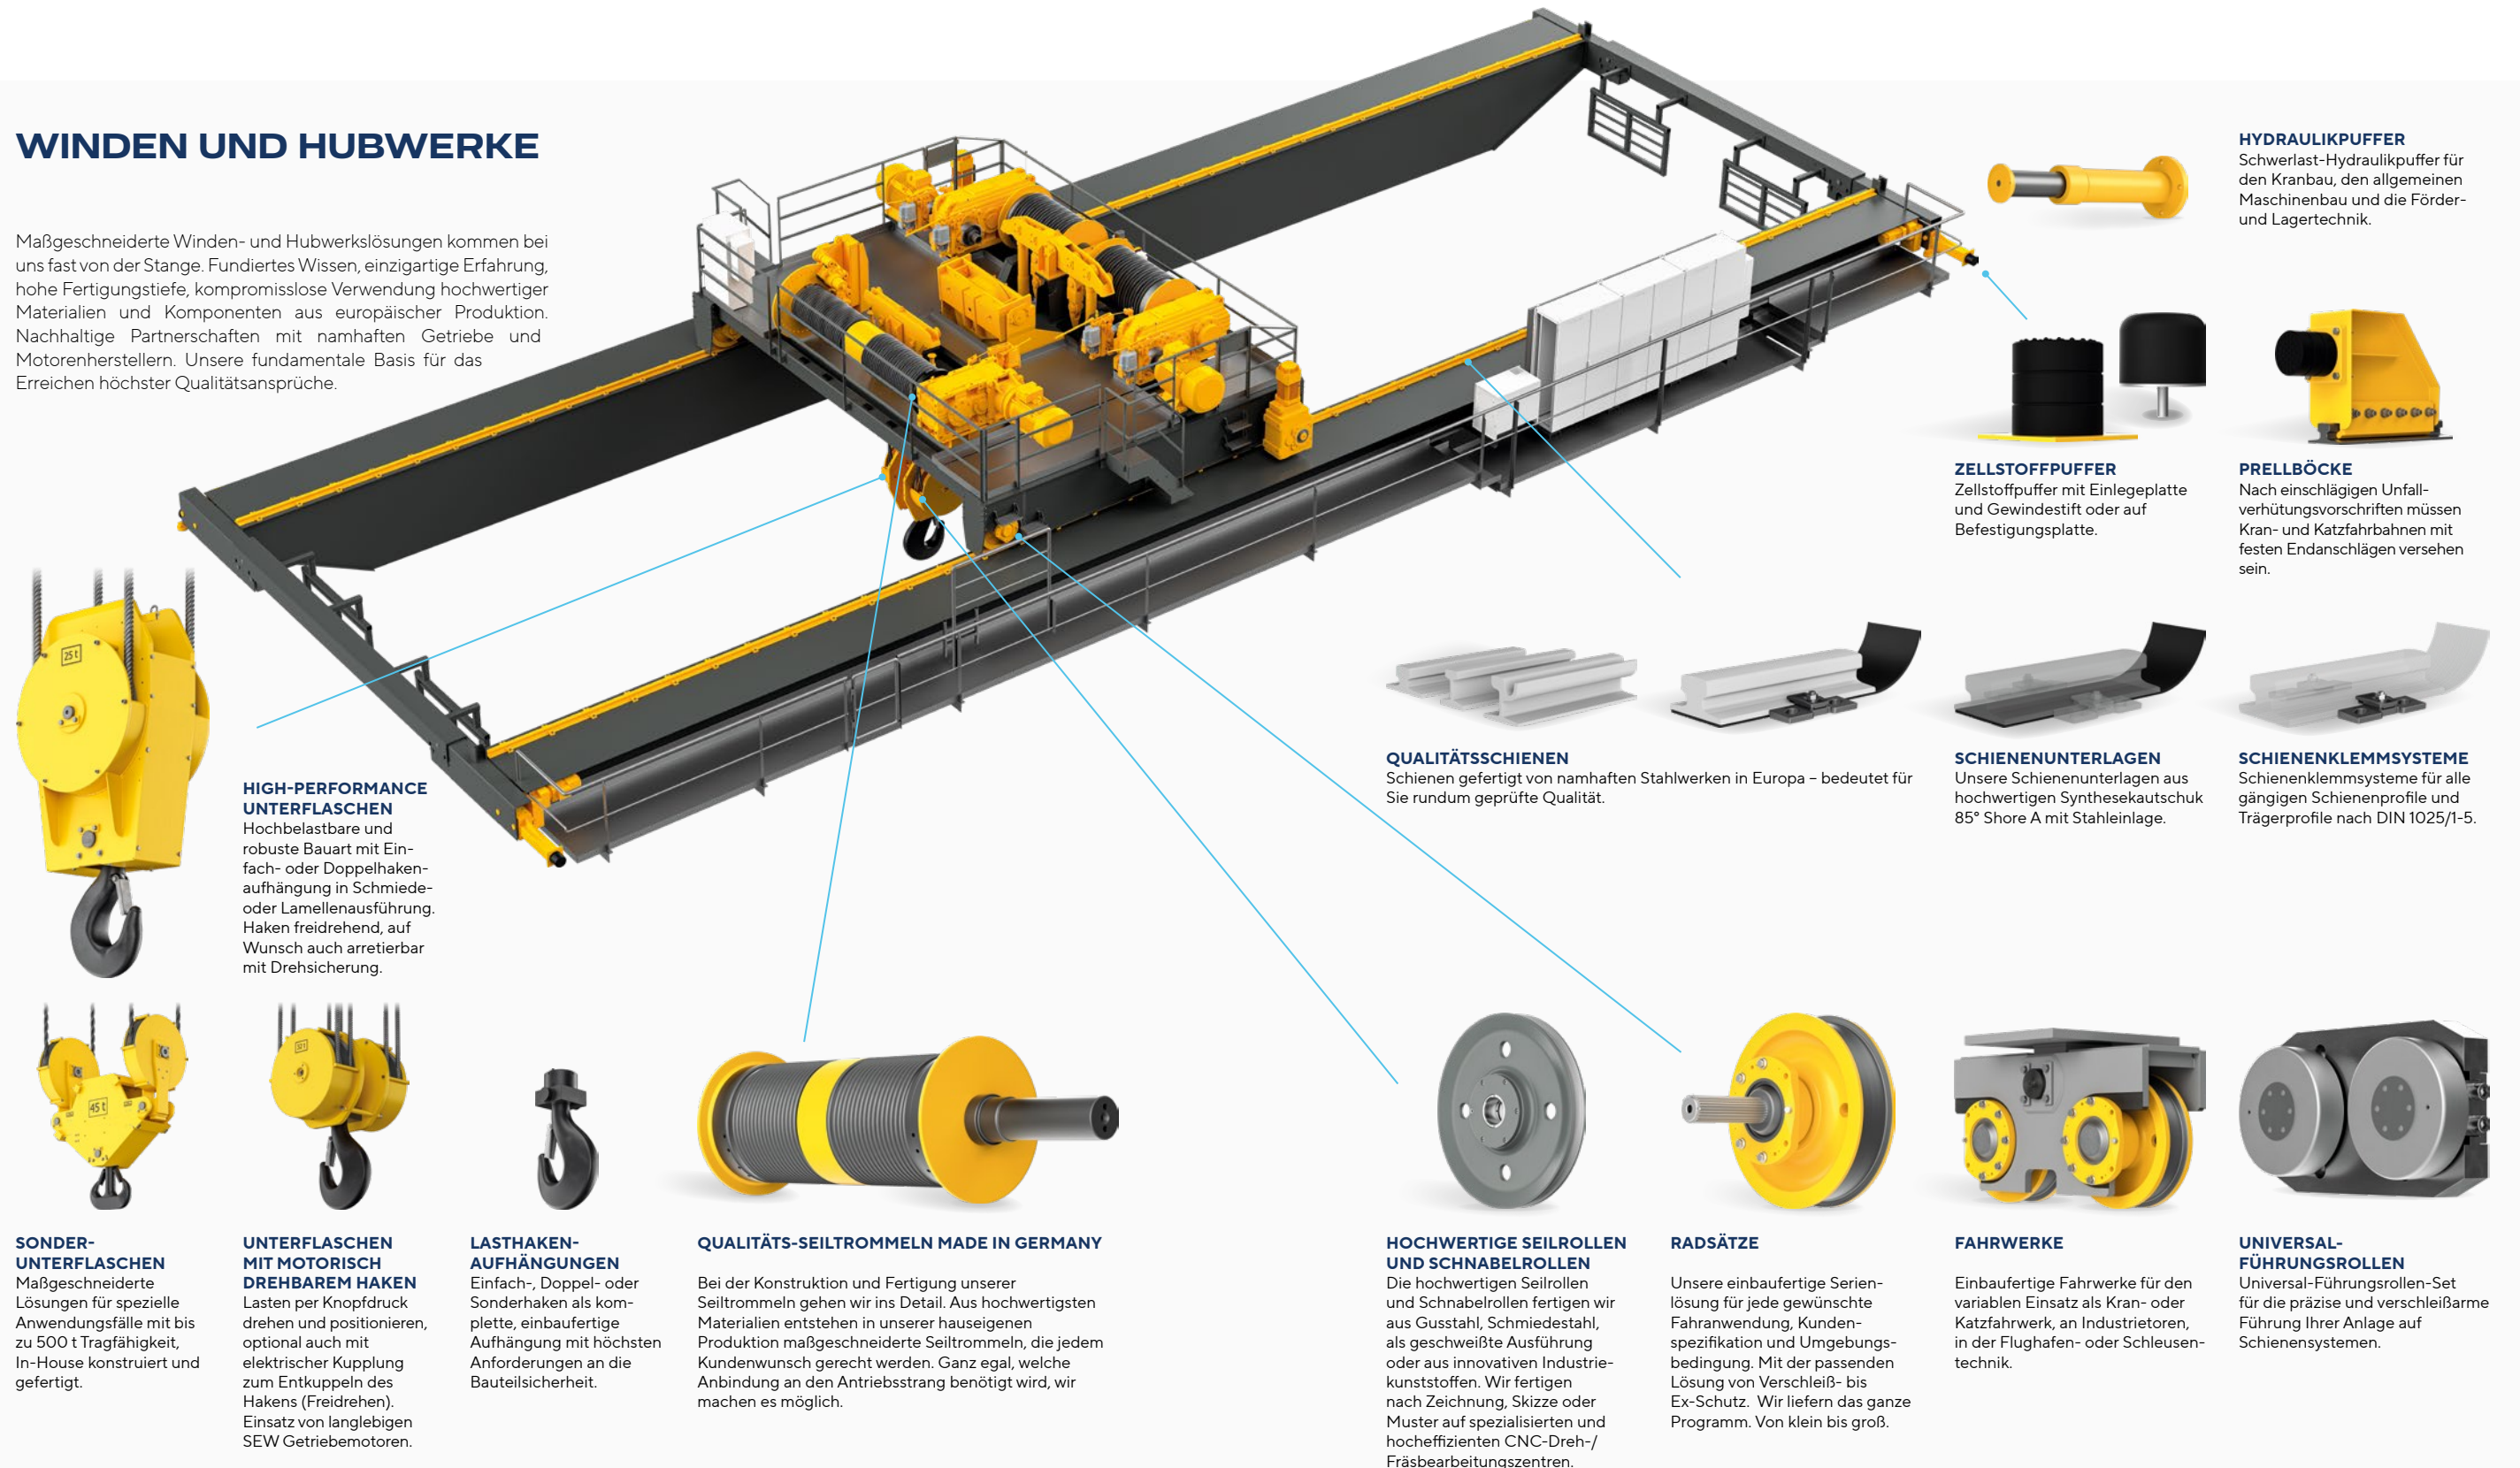 WINDEN UND HUBWERKE
Maßgeschneiderte Winden- und Hubwerkslösungen kommen bei
uns fast von der Stange. Fundiertes Wissen, einzigartige Erfahrung,
hohe Fertigungstiefe, kompromisslose Verwendung hochwertiger
Materialien und Komponenten aus europäischer Produktion.
Nachhaltige Partnerschaften mit namhaften Getriebe und
Motorenherstellern. Unsere fundamentale Basis für das
Erreichen höchster Qualitätsansprüche.
HYDRAULIKPUFFER
Schwerlast-Hydraulikpuffer für
den Kranbau, den allgemeinen
Maschinenbau und die Förder-
und Lagertechnik.
ZELLSTOFFPUFFER
Zellstoffpuffer mit Einlegeplatte
und Gewindestift oder auf
Befestigungsplatte.
PRELLBÖCKE
Nach einschlägigen Unfall-
verhütungsvorschriften müssen
Kran- und Katzfahrbahnen mit
festen Endanschlägen versehen
sein.
25 t
HIGH-PERFORMANCE
UNTERFLASCHEN
Hochbelastbare und
robuste Bauart mit Ein-
fach- oder Doppelhaken-
aufhängung in Schmiede-
oder Lamellenausführung.
Haken freidrehend, auf
Wunsch auch arretierbar
mit Drehsicherung.
QUALITÄTSSCHIENEN
Schienen gefertigt von namhaften Stahlwerken in Europa – bedeutet für
Sie rundum geprüfte Qualität.
SCHIENENUNTERLAGEN
Unsere Schienenunterlagen aus
hochwertigen Synthesekautschuk
85° Shore A mit Stahleinlage.
SCHIENENKLEMMSYSTEME
Schienenklemmsysteme für alle
gängigen Schienenprofile und
Trägerprofile nach DIN 1025/1-5.
45 t
32 t
SONDER-
UNTERFLASCHEN
Maßgeschneiderte
Lösungen für spezielle
Anwendungsfälle mit bis
zu 500 t Tragfähigkeit,
In-House konstruiert und
gefertigt.
UNTERFLASCHEN
MIT MOTORISCH
DREHBAREM HAKEN
Lasten per Knopfdruck
drehen und positionieren,
optional auch mit
elektrischer Kupplung
zum Entkuppeln des
Hakens (Freidrehen).
Einsatz von langlebigen
SEW Getriebemotoren.
LASTHAKEN-
AUFHÄNGUNGEN
Einfach-, Doppel- oder
Sonderhaken als kom-
plette, einbaufertige
Aufhängung mit höchsten
Anforderungen an die
Bauteilsicherheit.
QUALITÄTS-SEILTROMMELN MADE IN GERMANY
Bei der Konstruktion und Fertigung unserer
Seiltrommeln gehen wir ins Detail. Aus hochwertigsten
Materialien entstehen in unserer hauseigenen
Produktion maßgeschneiderte Seiltrommeln, die jedem
Kundenwunsch gerecht werden. Ganz egal, welche
Anbindung an den Antriebsstrang benötigt wird, wir
machen es möglich.
HOCHWERTIGE SEILROLLEN
UND SCHNABELROLLEN
Die hochwertigen Seilrollen
und Schnabelrollen fertigen wir
aus Gusstahl, Schmiedestahl,
als geschweißte Ausführung
oder aus innovativen Industrie-
kunststoffen. Wir fertigen
nach Zeichnung, Skizze oder
Muster auf spezialisierten und
hocheffizienten CNC-Dreh-/
Fräsbearbeitungszentren.
RADSÄTZE
Unsere einbaufertige Serien-
lösung für jede gewünschte
Fahranwendung, Kunden-
spezifikation und Umgebungs-
bedingung. Mit der passenden
Lösung von Verschleiß- bis
Ex-Schutz. Wir liefern das ganze
Programm. Von klein bis groß.
FAHRWERKE
Einbaufertige Fahrwerke für den
variablen Einsatz als Kran- oder
Katzfahrwerk, an Industrietoren,
in der Flughafen- oder Schleusen-
technik.
UNIVERSAL-
FÜHRUNGSROLLEN
Universal-Führungsrollen-Set
für die präzise und verschleißarme
Führung Ihrer Anlage auf
Schienensystemen.